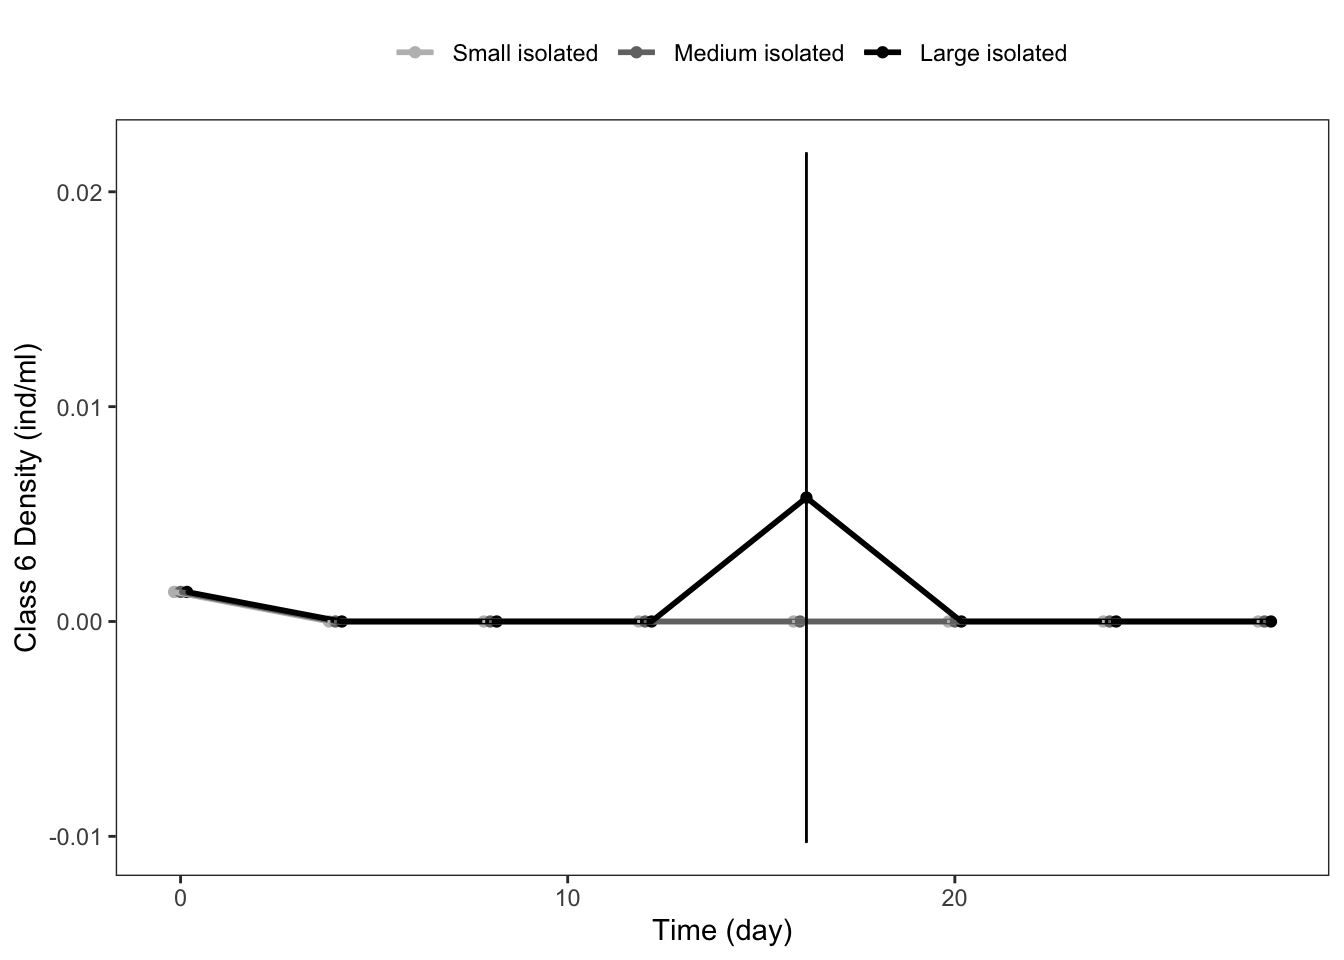 Small isolated Medium isolated Large isolated
0.02
0.01
0.00
-0.01
Class 6 Density (ind/ml)
0 10 20
Time (day)